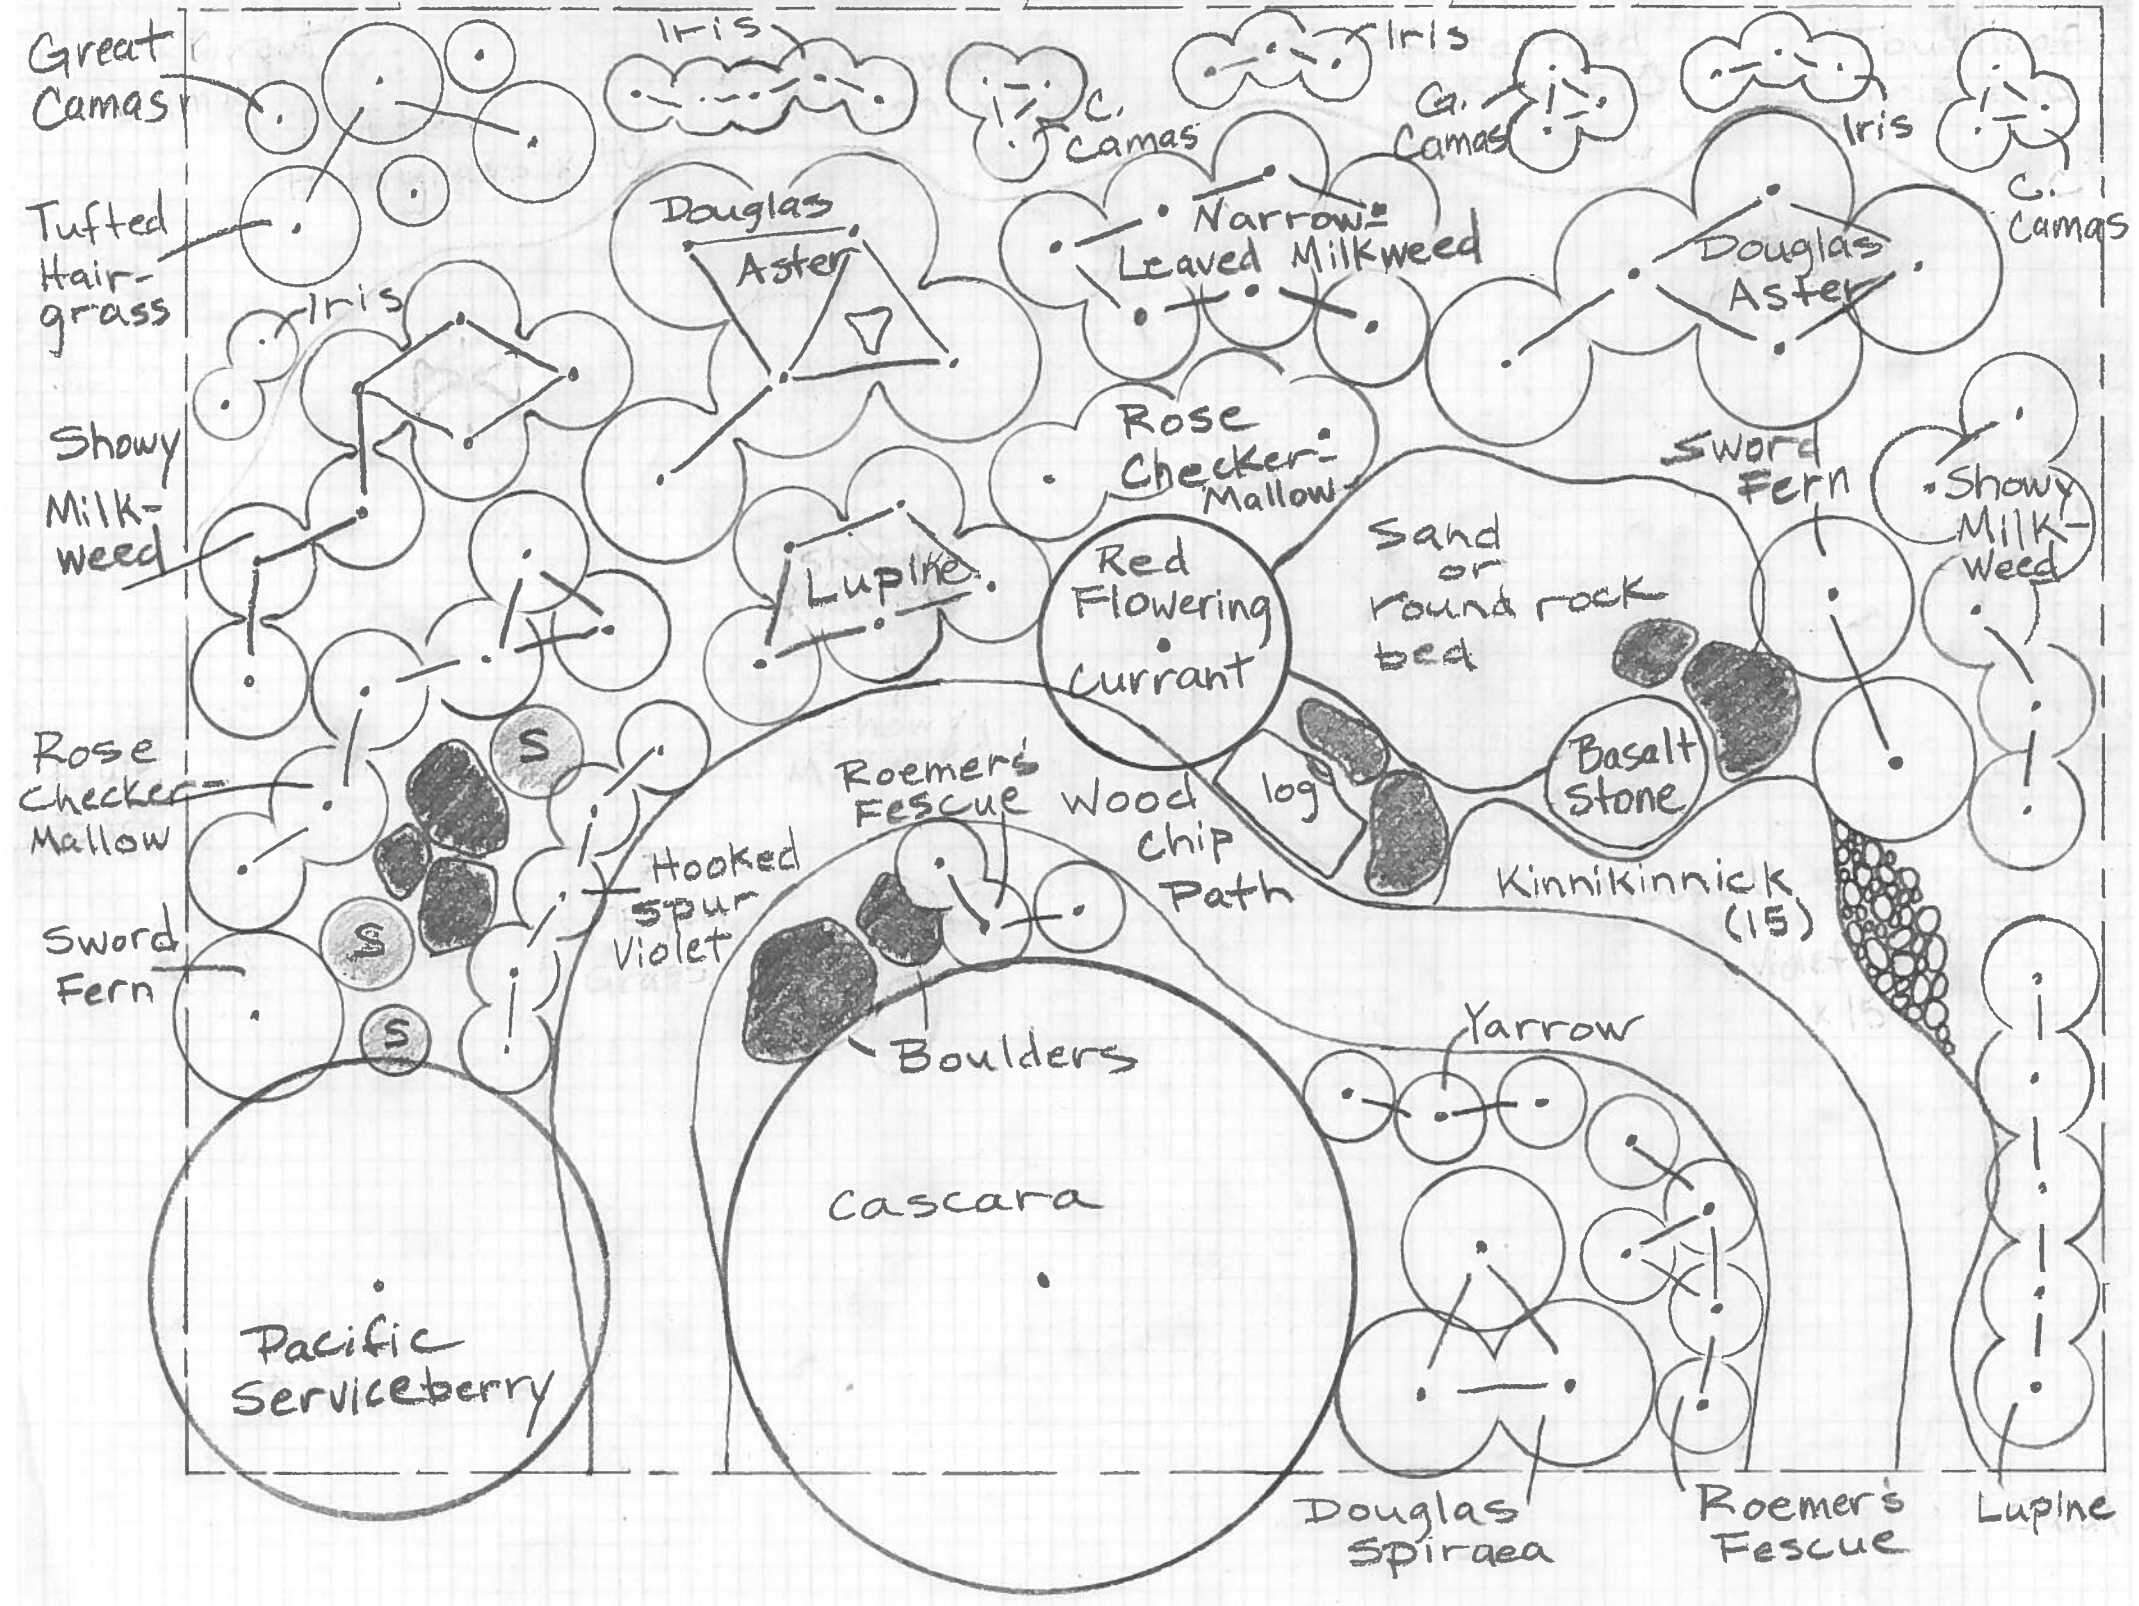 Great
Camas
Iris
C.
Camas
Iris
G.
Camas
Iris
C.
Camas
Tufted
Hair-
grass
Iris
Douglas
Aster
Narrow-
Leaved Milkweed
Douglas
Aster
Showy
Milk-
weed
Rose
Checker-
Mallow
Sword
Fern
Showy
Milk-
Weed
Lupine
Red
Flowering
Currant
Sand
or
round rock
bed
Rose
Checker-
Mallow
S
Roemer's
Fescue
Wood
Chip
Path
log
Basalt
Stone
Hooked
Spur
Violet
Kinnikinnick
(15)
Sword
Fern
S
S
Boulders
Yarrow
Cascara
Pacific
Serviceberry
Douglas
Spiraea
Roemer's
Fescue
Lupine